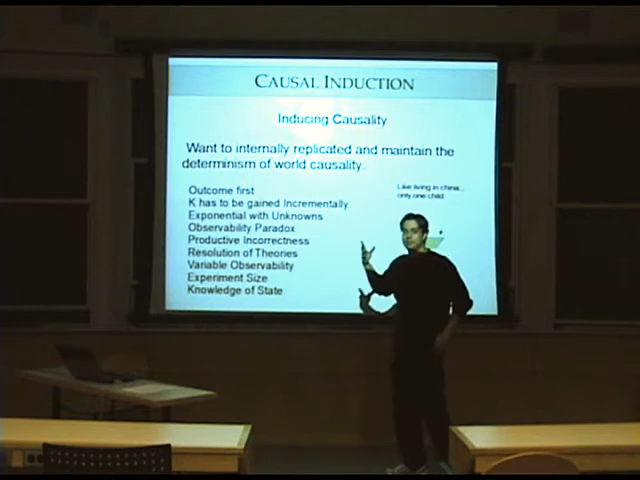 CAUSAL INDUCTION
Inducing Causality
Want to internally replicated and maintain the
determinism of world causality.
Outcome first
K has to be gained Incrementally
Exponential with Unknowns
Observability Paradox
Productive Incorrectness
Resolution of Theories
Variable Observability
Experiment Size
Knowledge of State
Like living in china...
only one child